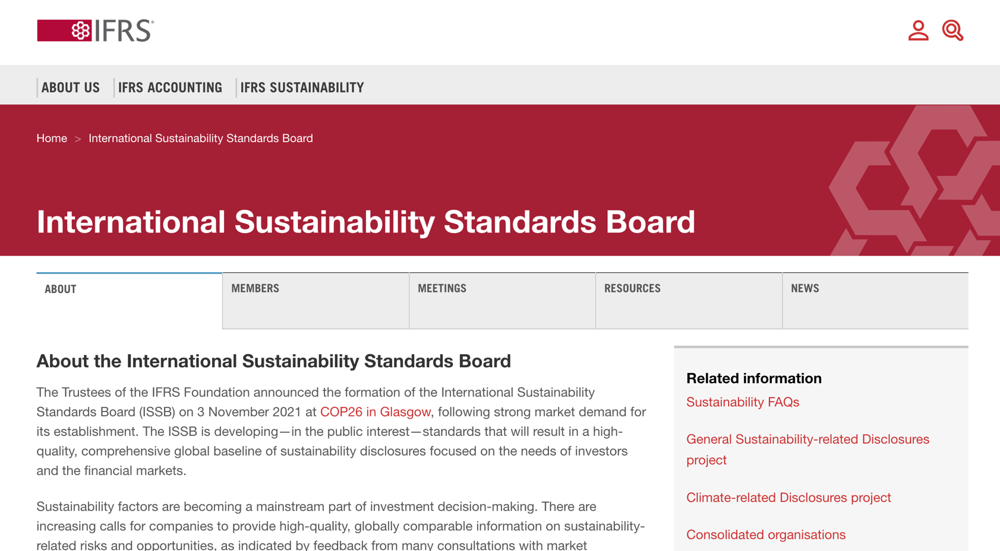 IFRS®
ABOUT US
IFRS ACCOUNTING
IFRS SUSTAINABILITY
Home > International Sustainability Standards Board
International Sustainability Standards Board
ABOUT
MEMBERS
MEETINGS
RESOURCES
NEWS
About the International Sustainability Standards Board
The Trustees of the IFRS Foundation announced the formation of the International Sustainability
Standards Board (ISSB) on 3 November 2021 at COP26 in Glasgow, following strong market demand for
its establishment. The ISSB is developing—in the public interest—standards that will result in a high-
quality, comprehensive global baseline of sustainability disclosures focused on the needs of investors
and the financial markets.
Sustainability factors are becoming a mainstream part of investment decision-making. There are
increasing calls for companies to provide high-quality, globally comparable information on sustainability-
related risks and opportunities, as indicated by feedback from many consultations with market
Related information
Sustainability FAQs
General Sustainability-related Disclosures
project
Climate-related Disclosures project
Consolidated organisations